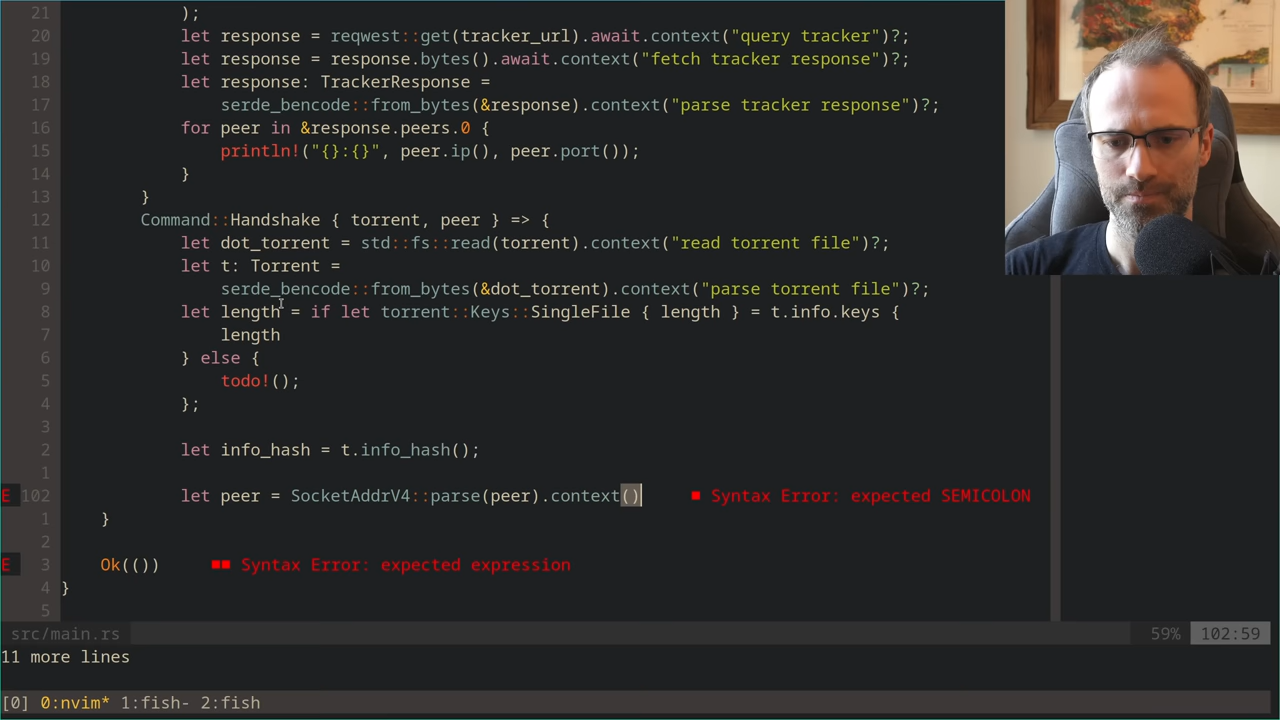 21 );
20 let response = reqwest::get(tracker_url).await.context("query tracker")?;
19 let response = response.bytes().await.context("fetch tracker response")?;
18 let response: TrackerResponse =
17 serde_bencode::from_bytes(&response).context("parse tracker response")?;
16 for peer in &response.peers.0 {
15 println!("{}:{}", peer.ip(), peer.port());
14 }
13 }
12 Command::Handshake { torrent, peer } => {
11 let dot_torrent = std::fs::read(torrent).context("read torrent file")?;
10 let t: Torrent =
9 serde_bencode::from_bytes(&dot_torrent).context("parse torrent file")?;
8 let length = if let torrent::Keys::SingleFile { length } = t.info.keys {
7 length
6 } else {
5 todo!();
4 };
3
2 let info_hash = t.info_hash();
1
E 102 let peer = SocketAddrV4::parse(peer).context() ■ Syntax Error: expected SEMICOLON
1 }
2
E 3 Ok(()) ■■ Syntax Error: expected expression
4 }
5
src/main.rs 59% 102:59
11 more lines
[0] 0:nvim* 1:fish- 2:fish